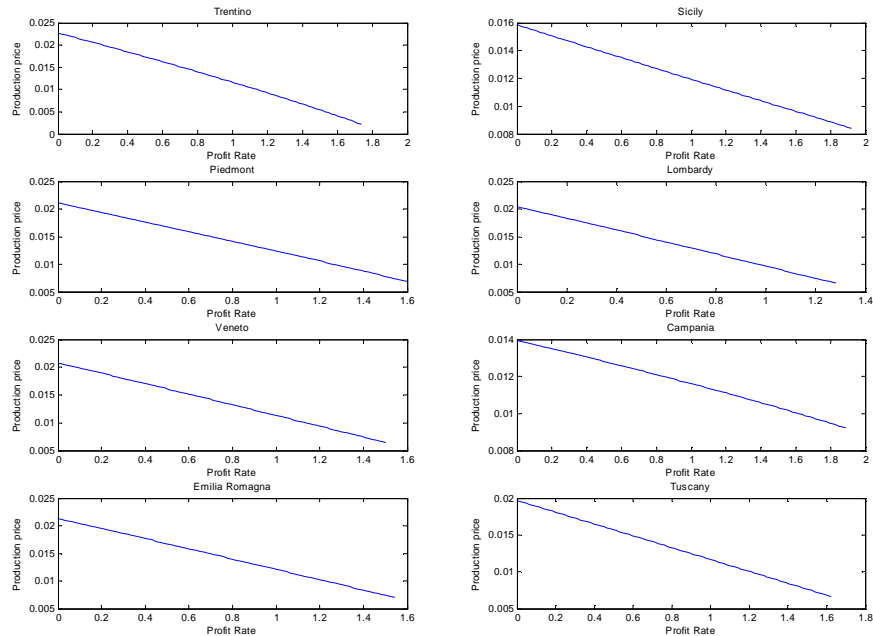 Trentino
0.025
0.02
0.015
0.01
0.005
0
Production price
0 0.2 0.4 0.6 0.8 1 1.2 1.4 1.6 1.8 2
Profit Rate
Sicily
0.016
0.014
0.012
0.01
0.008
Production price
0 0.2 0.4 0.6 0.8 1 1.2 1.4 1.6 1.8 2
Profit Rate
Piedmont
0.025
0.02
0.015
0.01
0.005
Production price
0 0.2 0.4 0.6 0.8 1 1.2 1.4 1.6
Profit Rate
Lombardy
0.025
0.02
0.015
0.01
0.005
Production price
0 0.2 0.4 0.6 0.8 1 1.2 1.4
Profit Rate
Veneto
0.025
0.02
0.015
0.01
0.005
Production price
0 0.2 0.4 0.6 0.8 1 1.2 1.4 1.6
Profit Rate
Campania
0.014
0.012
0.01
0.008
Production price
0 0.2 0.4 0.6 0.8 1 1.2 1.4 1.6 1.8 2
Profit Rate
Emilia Romagna
0.025
0.02
0.015
0.01
0.005
Production price
0 0.2 0.4 0.6 0.8 1 1.2 1.4 1.6
Profit Rate
Tuscany
0.02
0.015
0.01
0.005
Production price
0 0.2 0.4 0.6 0.8 1 1.2 1.4 1.6 1.8
Profit Rate